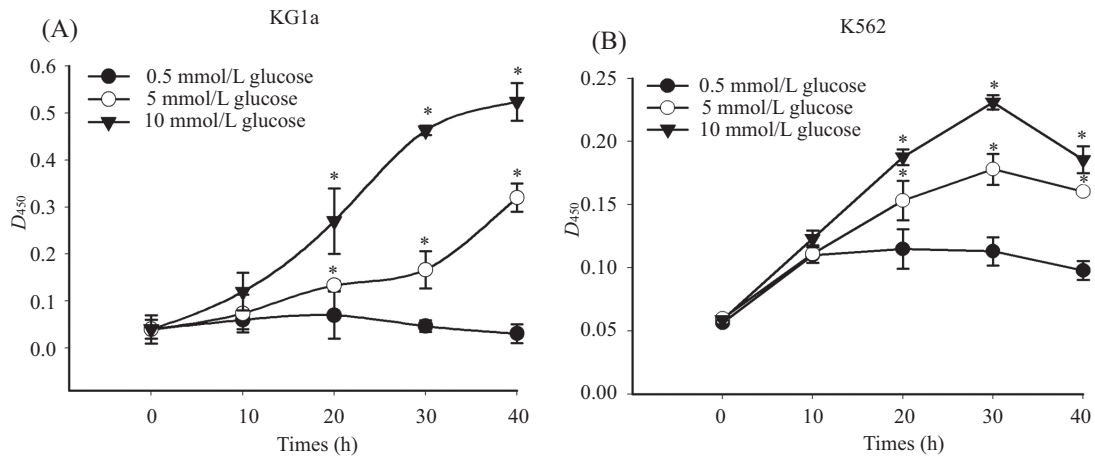 (A)
KG1a
0.5 mmol/L glucose
5 mmol/L glucose
10 mmol/L glucose
D450
0.6
0.5
0.4
0.3
0.2
0.1
0.0
* * * * * *
0 10 20 30 40
Times (h)
(B)
K562
0.5 mmol/L glucose
5 mmol/L glucose
10 mmol/L glucose
D450
0.25
0.20
0.15
0.10
0.05
0.00
* * * * * *
0 10 20 30 40
Times (h)